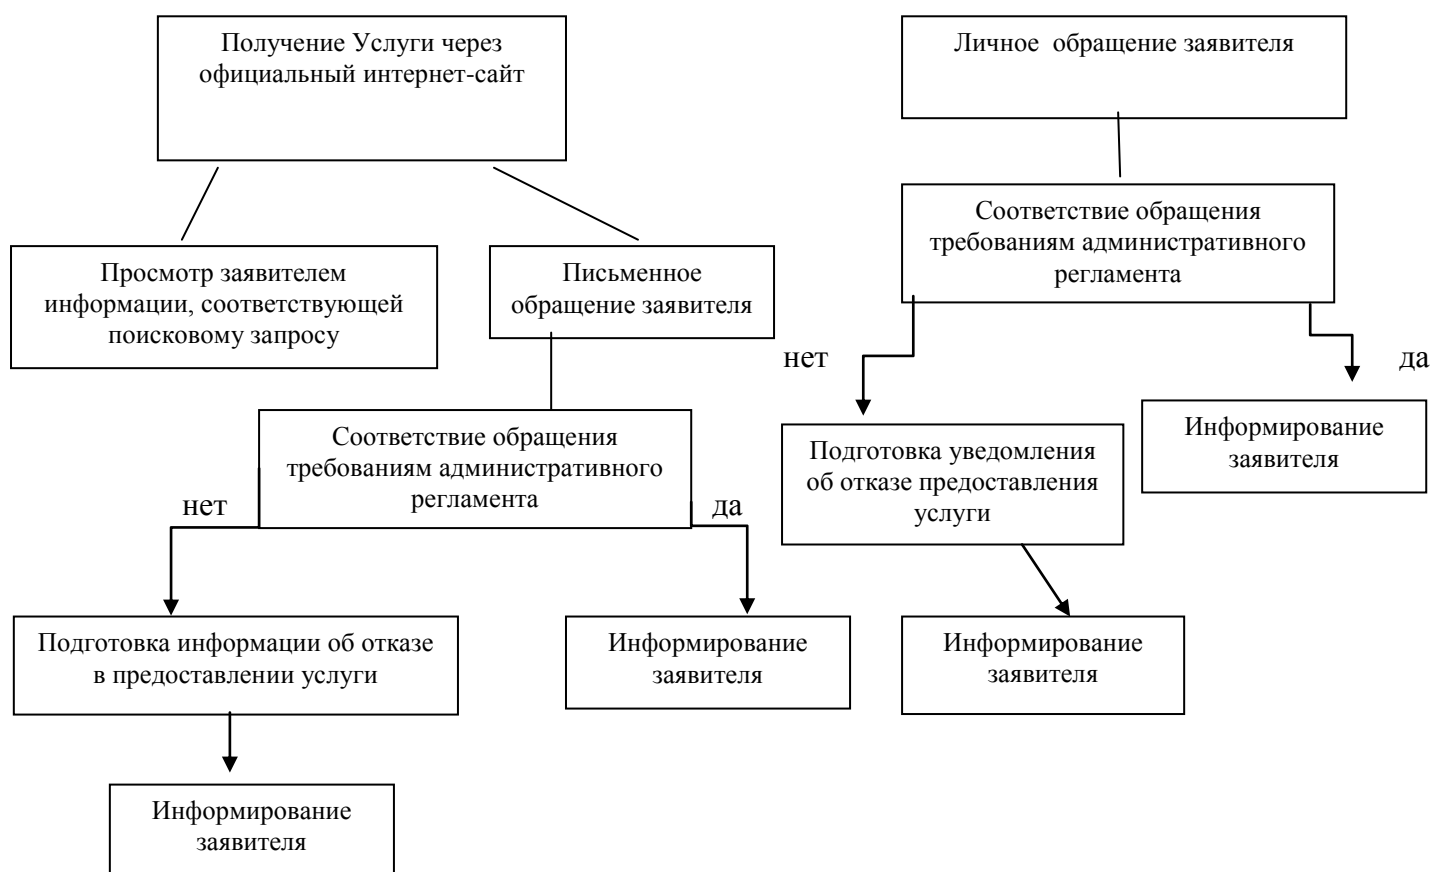 Получение Услуги через
официальный интернет-сайт
Личное обращение заявителя
Соответствие обращения
требованиям административного
регламента
Просмотр заявителем
информации, соответствующей
поисковому запросу
Письменное
обращение заявителя
нет
да
Соответствие обращения
требованиям административного
регламента
Подготовка уведомления
об отказе предоставления
услуги
Информирование
заявителя
нет
да
Подготовка информации об отказе
в предоставлении услуги
Информирование
заявителя
Информирование
заявителя
Информирование
заявителя